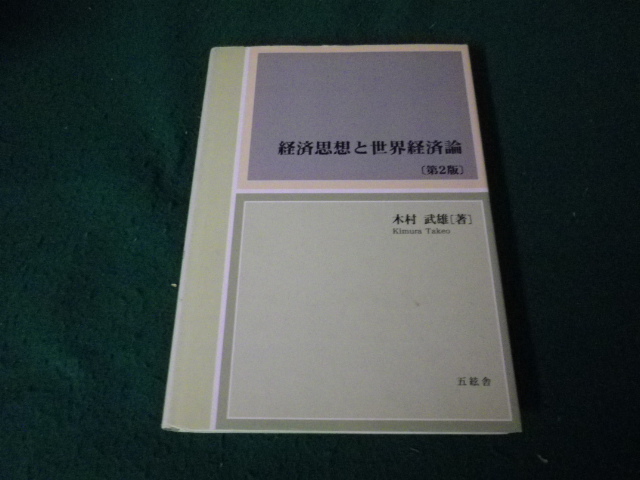 経済思想と世界経済論
〔第2版〕
木村 武雄[著]
Kimura Takeo
五絃舎